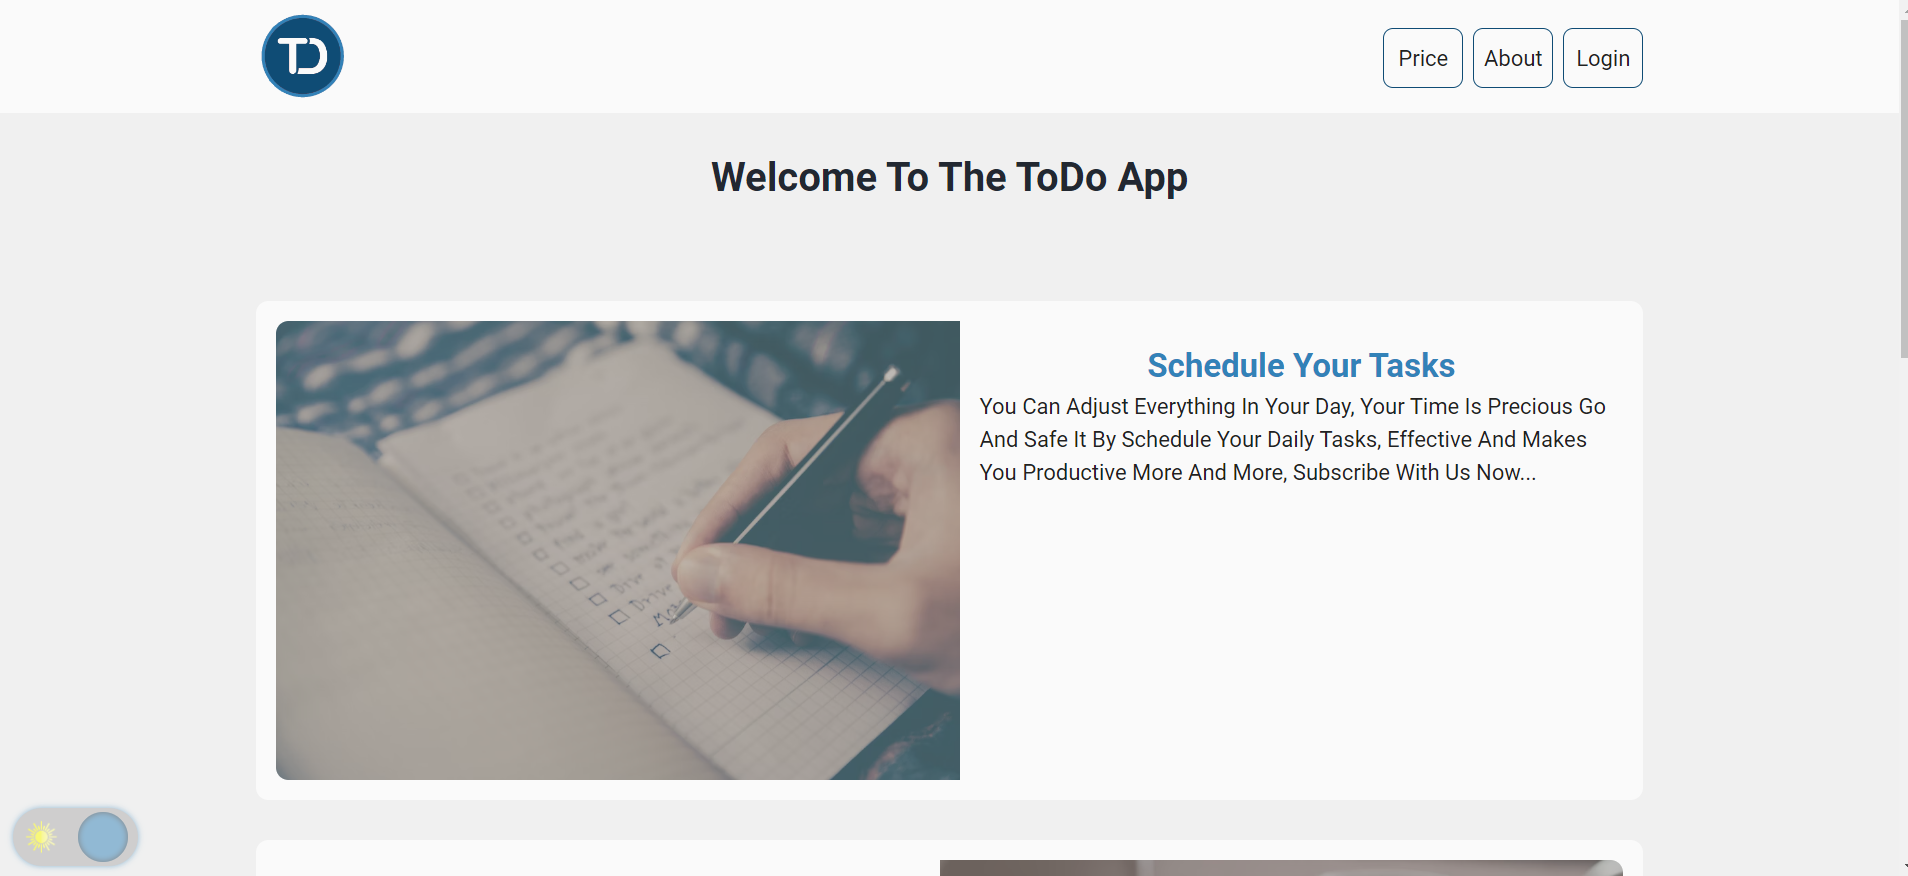 TD
Price
About
Login
Welcome To The ToDo App
Schedule Your Tasks
You Can Adjust Everything In Your Day, Your Time Is Precious Go
And Safe It By Schedule Your Daily Tasks, Effective And Makes
You Productive More And More, Subscribe With Us Now...